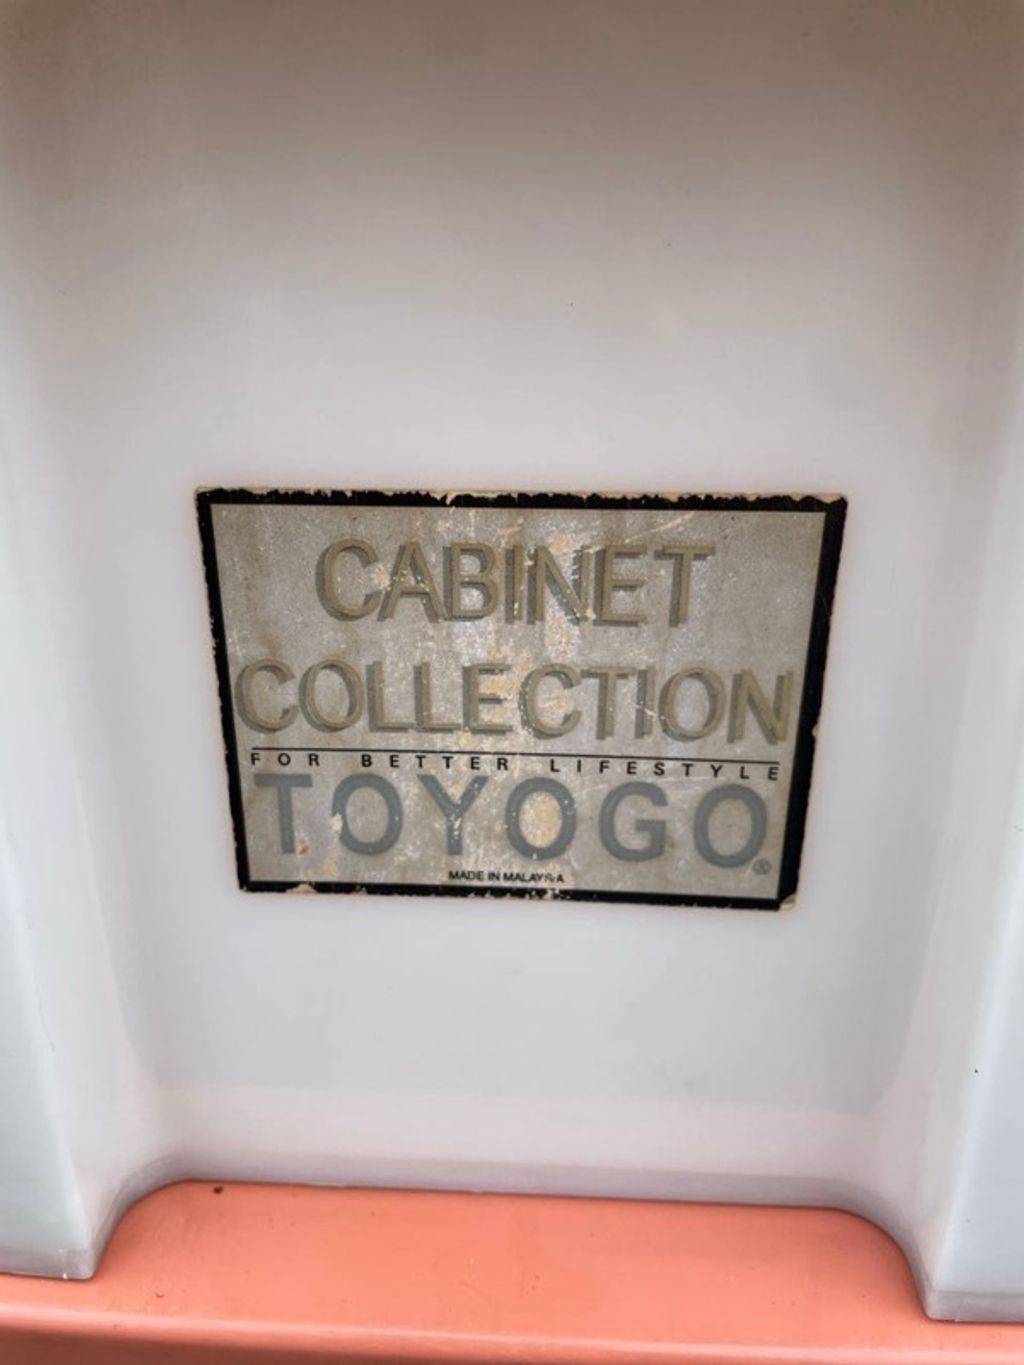 CABINET
COLLECTION
FOR BETTER LIFESTYLE
TOYOGO®
MADE IN MALAYSIA